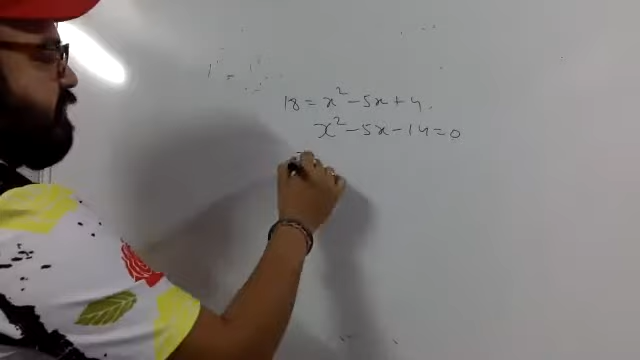 18 = x² - 5x + 4.
x² - 5x - 14 = 0